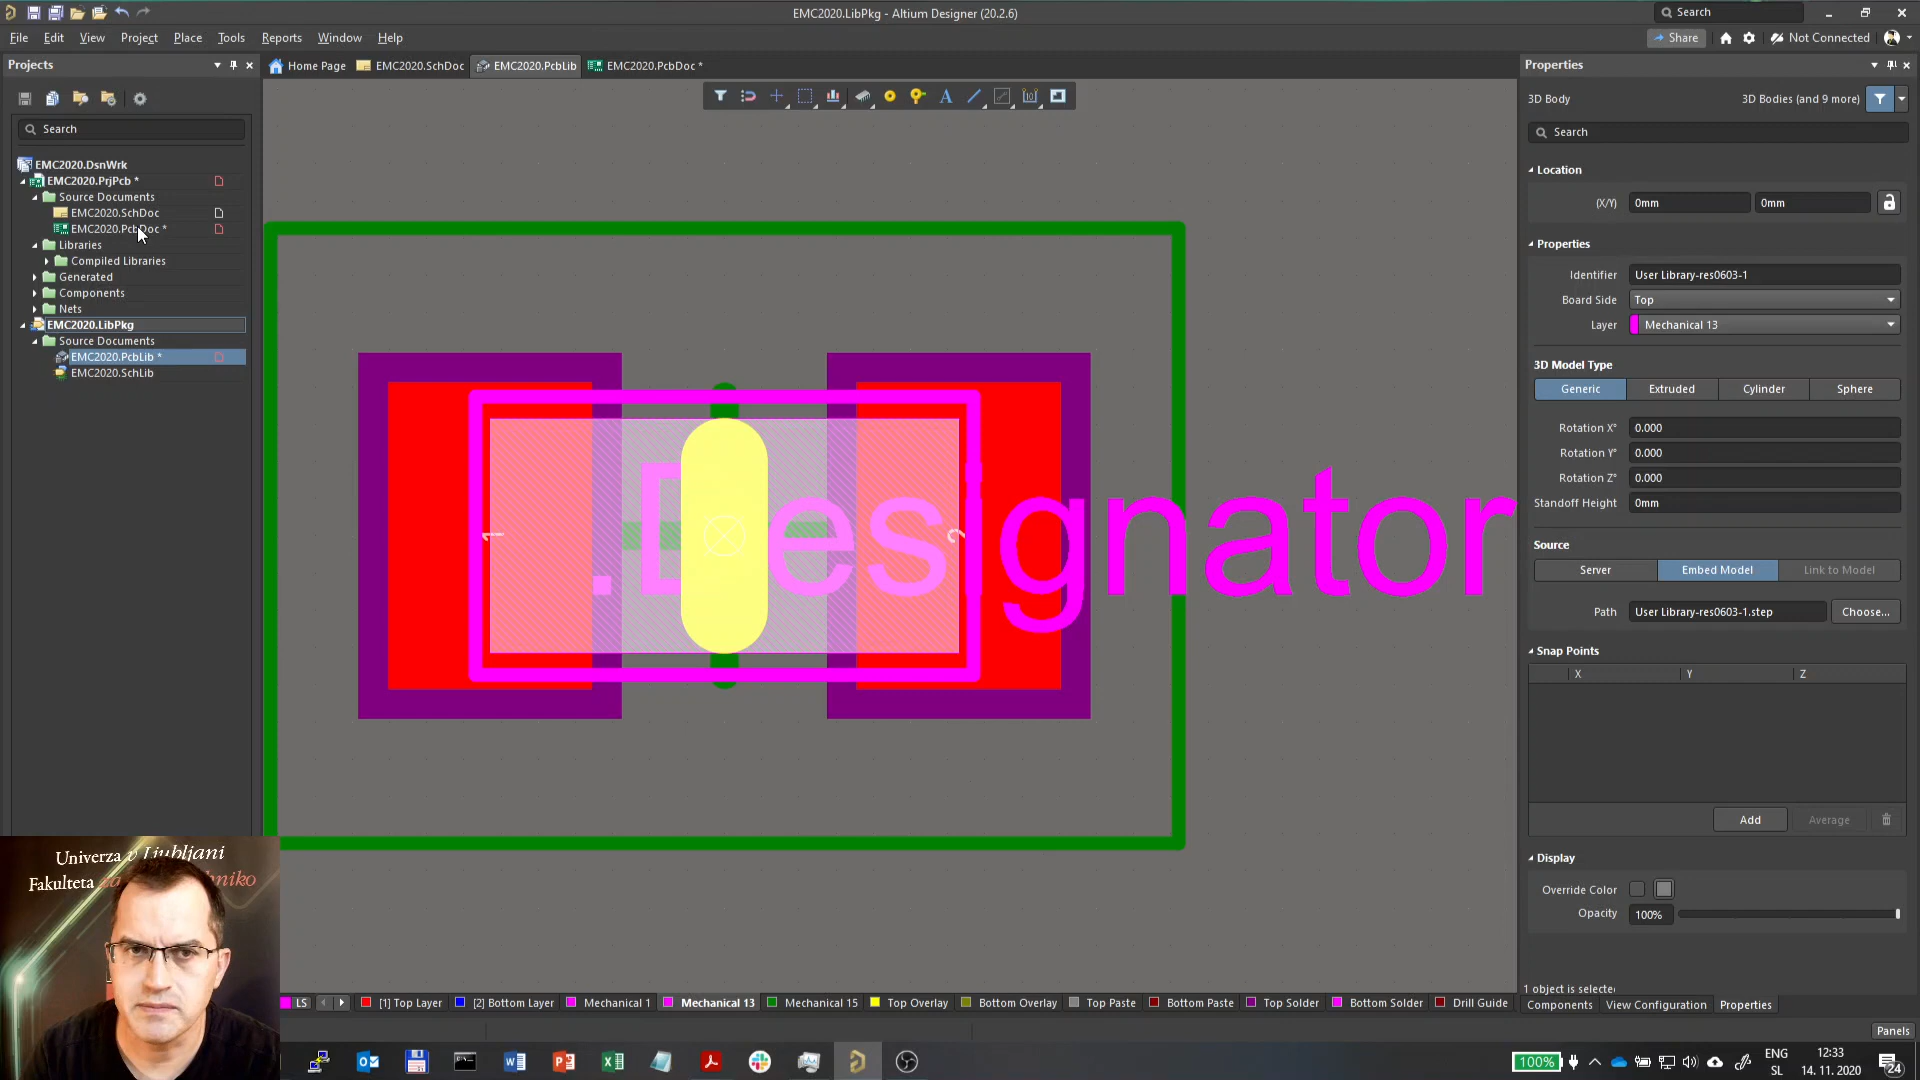 EMC2020.LibPkg - Altium Designer (20.2.6)
Search
File Edit View Project Place Tools Reports Window Help
Share
Not Connected
Projects
Home Page
EMC2020.SchDoc
EMC2020.PcbLib
EMC2020.PcbDoc *
Properties
3D Body
3D Bodies (and 9 more)
Search
Search
EMC2020.DsnWrk
EMC2020.PrjPcb *
Source Documents
EMC2020.SchDoc
EMC2020.PcbDoc *
Libraries
Compiled Libraries
Generated
Components
Nets
EMC2020.LibPkg
Source Documents
EMC2020.PcbLib *
EMC2020.SchLib
.Designator
1
2
Location
(X/Y) 0mm 0mm
Properties
Identifier User Library-res0603-1
Board Side Top
Layer Mechanical 13
3D Model Type
Generic Extruded Cylinder Sphere
Rotation X° 0.000
Rotation Y° 0.000
Rotation Z° 0.000
Standoff Height 0mm
Source
Server Embed Model Link to Model
Path User Library-res0603-1.step Choose...
Snap Points
X Y Z
Add Average
Display
Override Color
Opacity 100%
1 object is selected
Components View Configuration Properties
Panels
Univerza v Ljubljani
Fakulteta
LS [1] Top Layer [2] Bottom Layer Mechanical 1 Mechanical 13 Mechanical 15 Top Overlay Bottom Overlay Top Paste Bottom Paste Top Solder Bottom Solder Drill Guide
100%
ENG
SL
12:33
14. 11. 2020
24